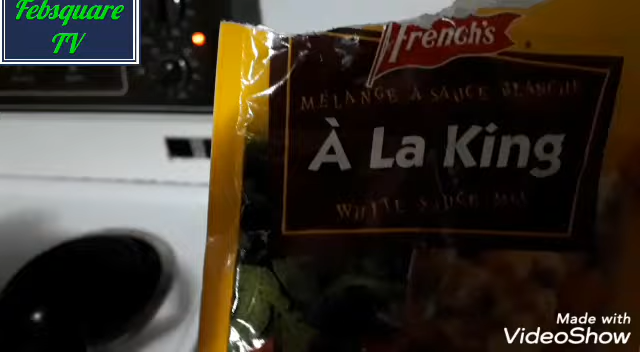 Febsquare
TV
French's
MÉLANGE À SAUCE BLANCHE
À La King
WHITE SAUCE MIX
Made with
VideoShow